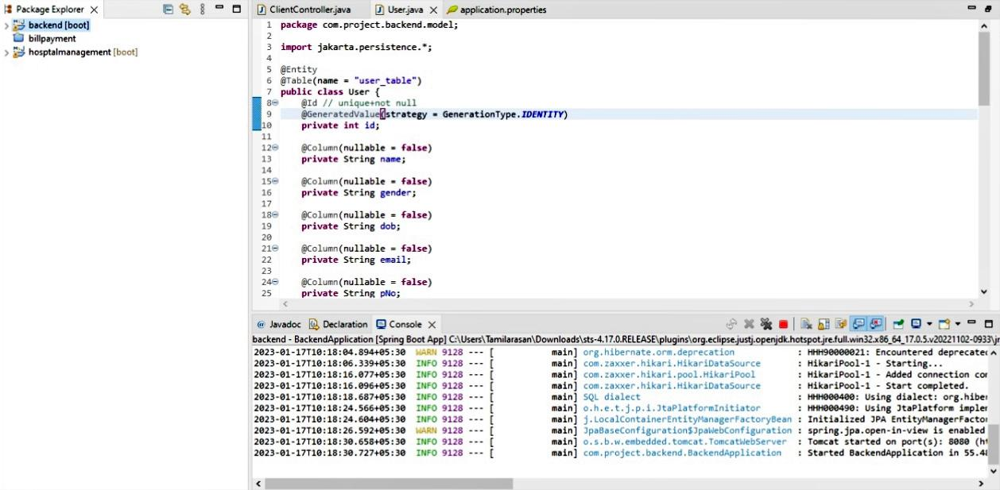 Package Explorer
backend [boot]
billpayment
hosptalmanagement [boot]
ClientController.java
User.java
application.properties
1 package com.project.backend.model;
2
3 import jakarta.persistence.*;
4
5 @Entity
6 @Table(name = "user_table")
7 public class User {
8 @Id // unique+not null
9 @GeneratedValue(strategy = GenerationType.IDENTITY)
10 private int id;
11
12 @Column(nullable = false)
13 private String name;
14
15 @Column(nullable = false)
16 private String gender;
17
18 @Column(nullable = false)
19 private String dob;
20
21 @Column(nullable = false)
22 private String email;
23
24 @Column(nullable = false)
25 private String pNo;
@ Javadoc Declaration Console
backend - BackendApplication [Spring Boot App] C:\Users\Tamilarasan\Downloads\sts-4.17.0.RELEASE\plugins\org.eclipse.justj.openjdk.hotspot.jre.full.win32.x86_64_17.0.5.v20221102-0933\jr
2023-01-17T10:18:04.894+05:30 WARN 9128 --- [ main] org.hibernate.orm.deprecation : HHH90000021: Encountered deprecate
2023-01-17T10:18:06.339+05:30 INFO 9128 --- [ main] com.zaxxer.hikari.HikariDataSource : HikariPool-1 - Starting...
2023-01-17T10:18:16.077+05:30 INFO 9128 --- [ main] com.zaxxer.hikari.pool.HikariPool : HikariPool-1 - Added connection co
2023-01-17T10:18:16.096+05:30 INFO 9128 --- [ main] com.zaxxer.hikari.HikariDataSource : HikariPool-1 - Start completed.
2023-01-17T10:18:18.687+05:30 INFO 9128 --- [ main] SQL dialect : HHH000400: Using dialect: org.hiber
2023-01-17T10:18:24.566+05:30 INFO 9128 --- [ main] o.h.e.t.j.p.i.JtaPlatformInitiator : HHH000490: Using JtaPlatform implem
2023-01-17T10:18:24.604+05:30 INFO 9128 --- [ main] j.LocalContainerEntityManagerFactoryBean : Initialized JPA EntityManagerFactor
2023-01-17T10:18:26.592+05:30 WARN 9128 --- [ main] JpaBaseConfiguration$JpaWebConfiguration : spring.jpa.open-in-view is enabled
2023-01-17T10:18:30.658+05:30 INFO 9128 --- [ main] o.s.b.w.embedded.tomcat.TomcatWebServer : Tomcat started on port(s): 8080 (ht
2023-01-17T10:18:30.727+05:30 INFO 9128 --- [ main] com.project.backend.BackendApplication : Started BackendApplication in 55.48